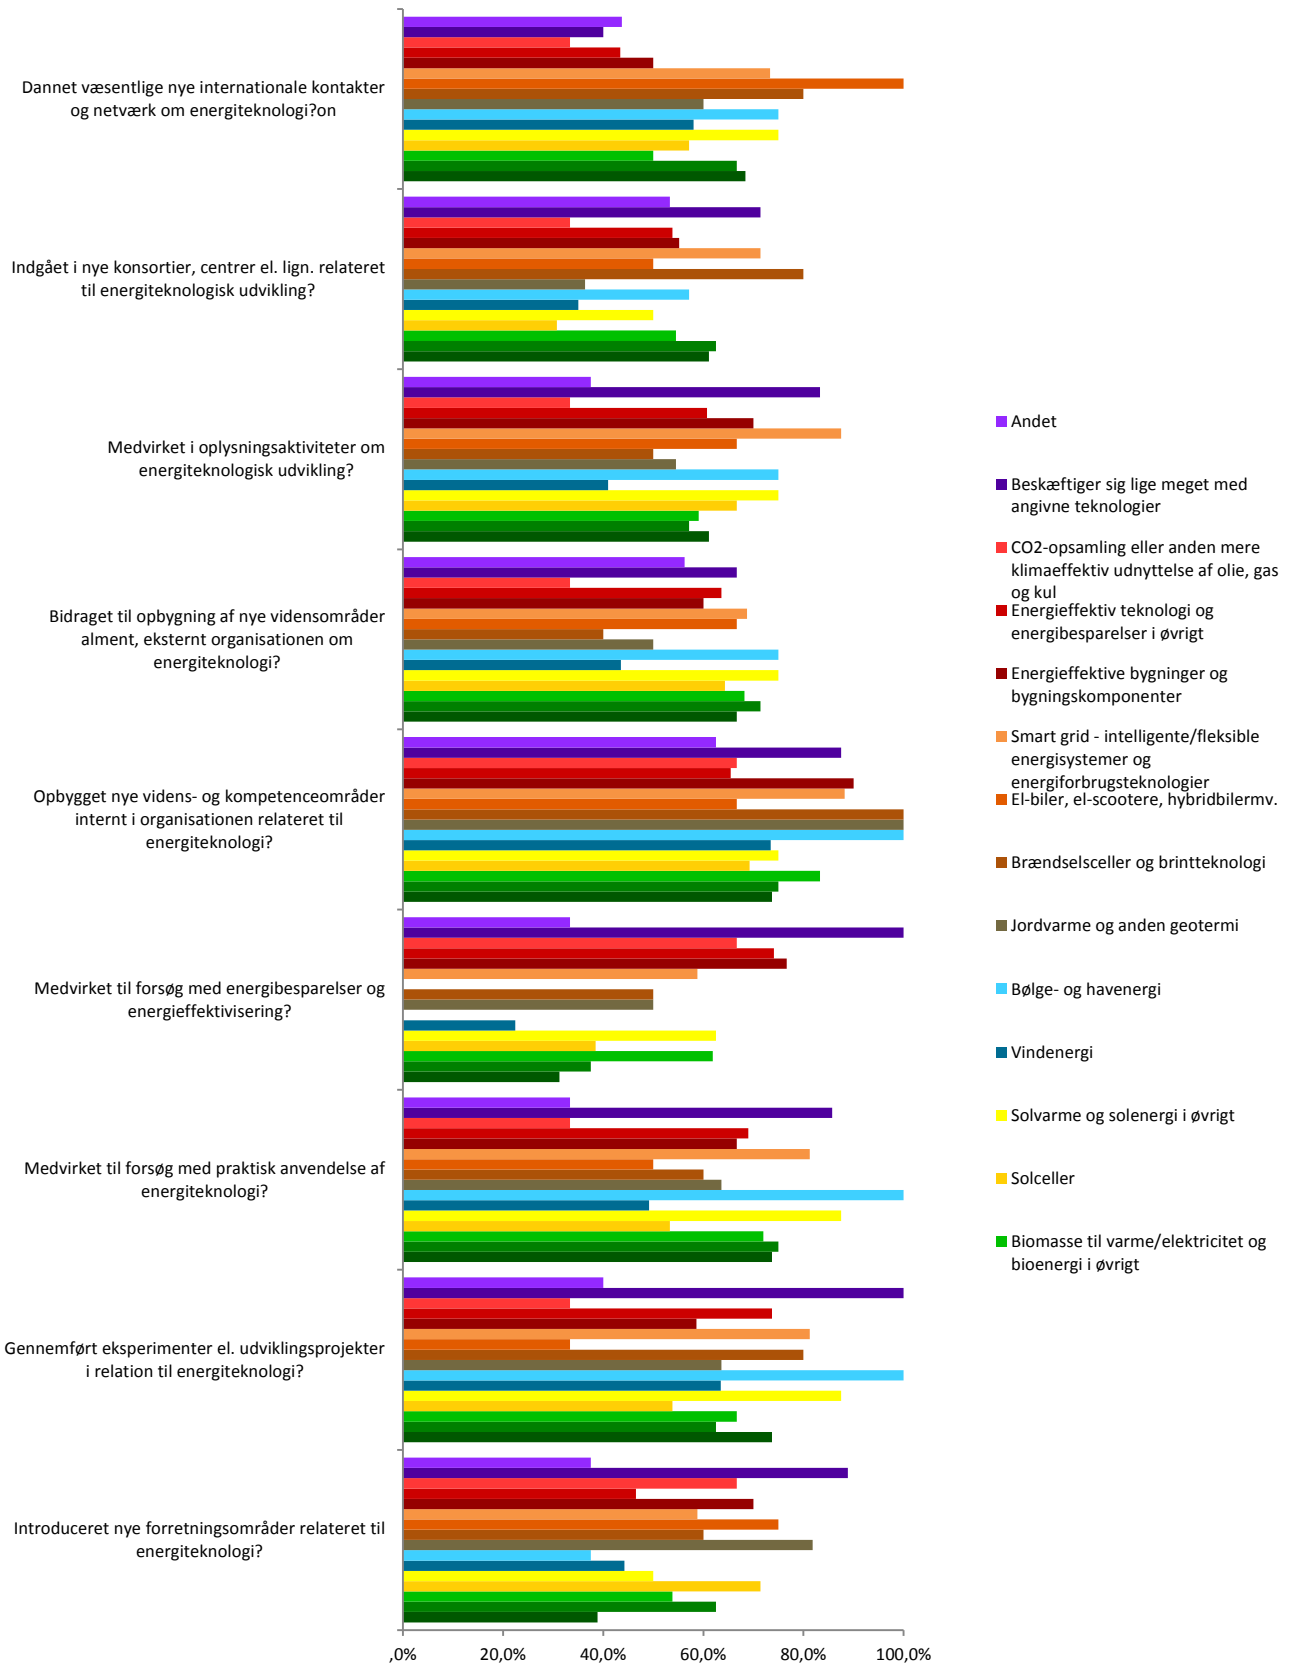 Dannet væsentlige nye internationale kontakter
og netværk om energiteknologi?on
Indgået i nye konsortier, centrer el. lign. relateret
til energiteknologisk udvikling?
Medvirket i oplysningsaktiviteter om
energiteknologisk udvikling?
Bidraget til opbygning af nye vidensområder
alment, eksternt organisationen om
energiteknologi?
Opbygget nye videns- og kompetenceområder
internt i organisationen relateret til
energiteknologi?
Medvirket til forsøg med energibesparelser og
energieffektivisering?
Medvirket til forsøg med praktisk anvendelse af
energiteknologi?
Gennemført eksperimenter el. udviklingsprojekter
i relation til energiteknologi?
Introduceret nye forretningsområder relateret til
energiteknologi?
,0%
20,0%
40,0%
60,0%
80,0%
100,0%
Andet
Beskæftiger sig lige meget med
angivne teknologier
CO2-opsamling eller anden mere
klimaeffektiv udnyttelse af olie, gas
og kul
Energieffektiv teknologi og
energibesparelser i øvrigt
Energieffektive bygninger og
bygningskomponenter
Smart grid - intelligente/fleksible
energisystemer og
energiforbrugsteknologier
El-biler, el-scootere, hybridbilermv.
Brændselsceller og brintteknologi
Jordvarme og anden geotermi
Bølge- og havenergi
Vindenergi
Solvarme og solenergi i øvrigt
Solceller
Biomasse til varme/elektricitet og
bioenergi i øvrigt